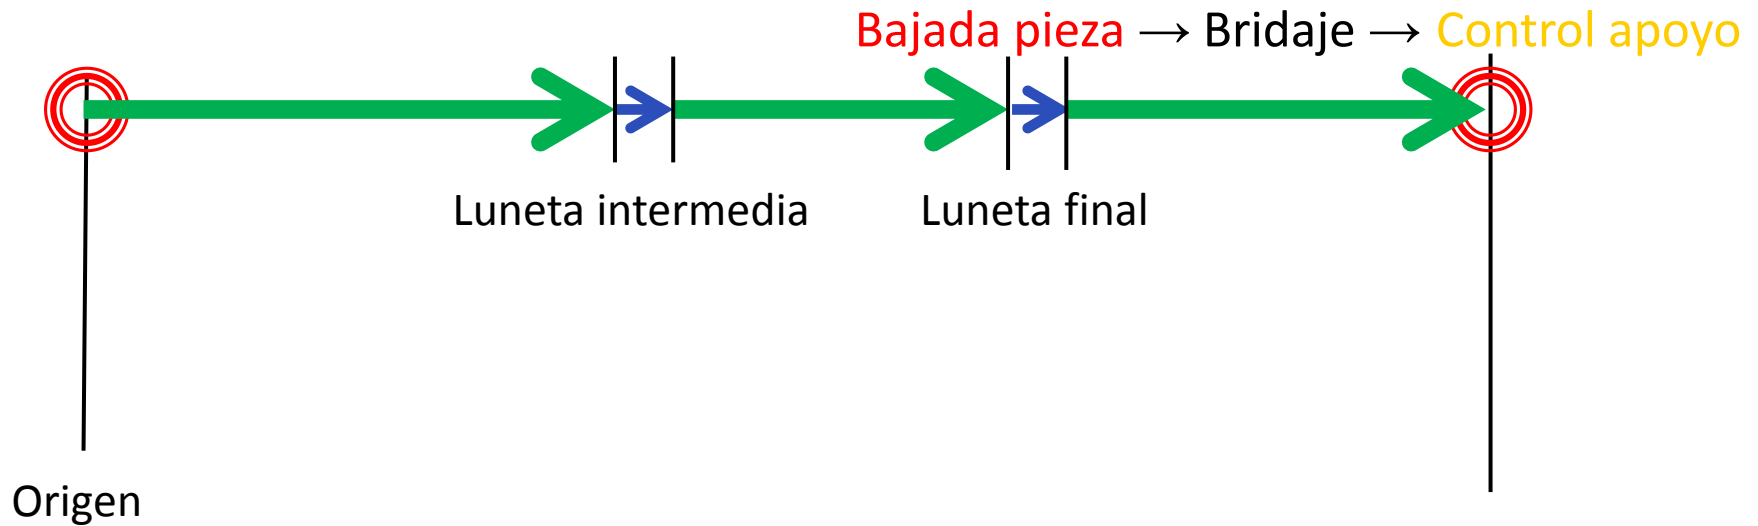 Bajada pieza → Bridaje → Control apoyo
Luneta intermedia
Luneta final
Origen